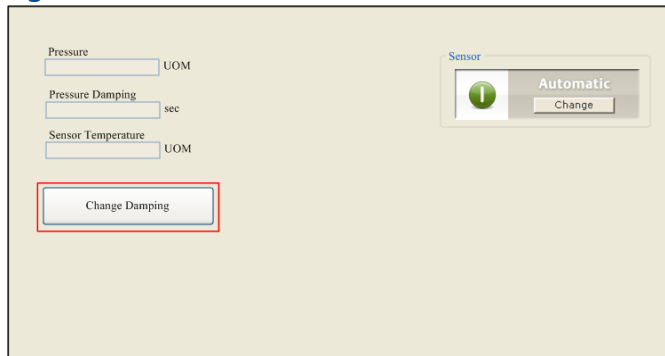 Pressure
UOM
Pressure Damping
sec
Sensor Temperature
UOM
Change Damping
Sensor
Automatic
Change